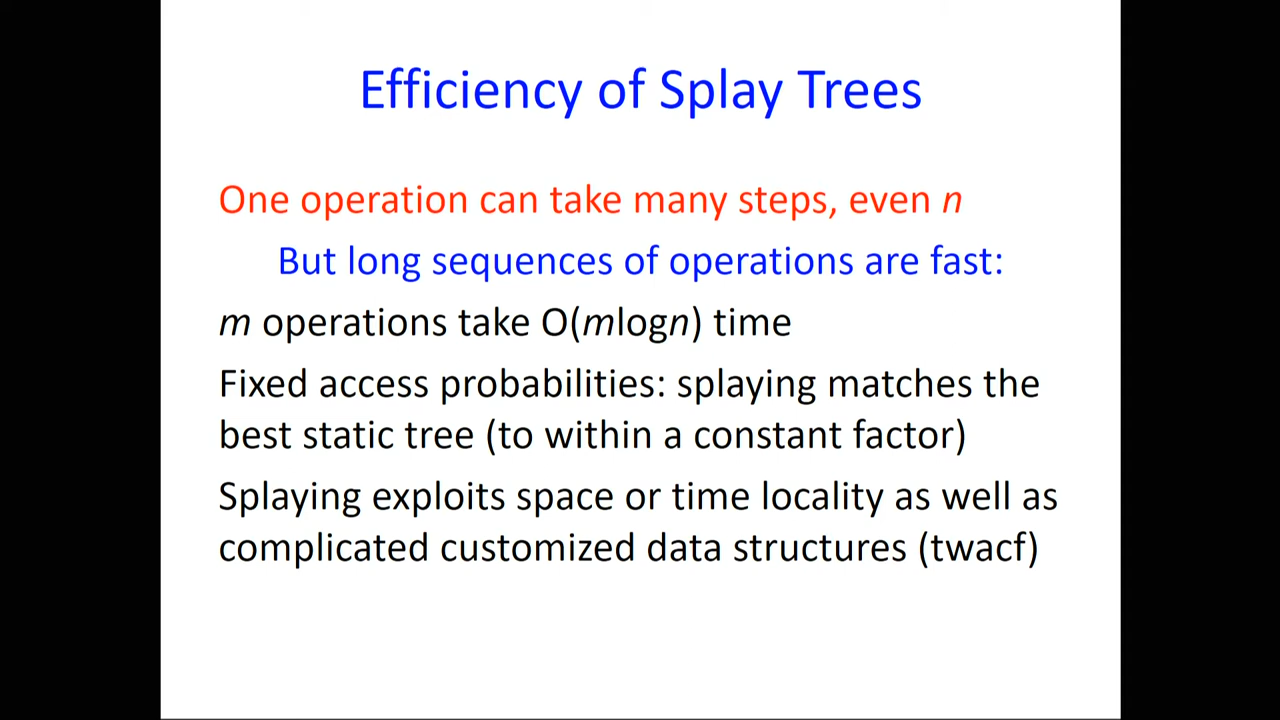 Efficiency of Splay Trees
One operation can take many steps, even n
But long sequences of operations are fast:
m operations take O(mlogn) time
Fixed access probabilities: splaying matches the
best static tree (to within a constant factor)
Splaying exploits space or time locality as well as
complicated customized data structures (twacf)